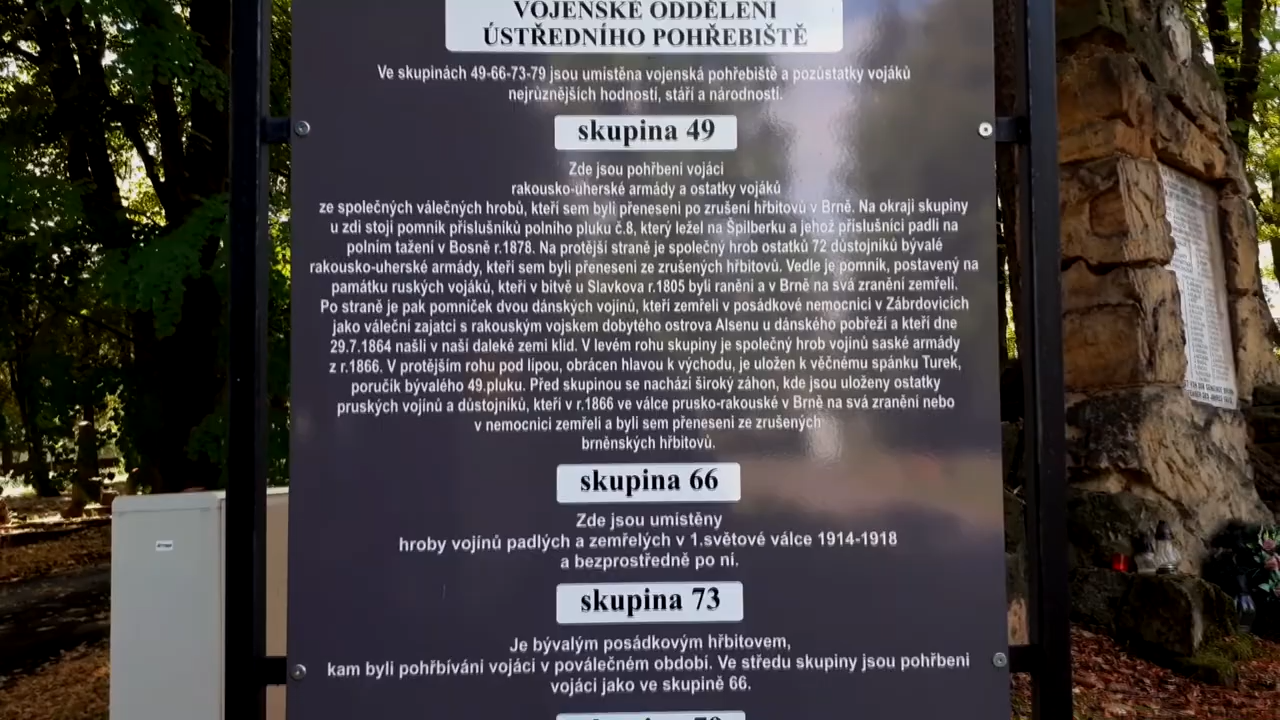 VOJENSKÉ ODDĚLENÍ
ÚSTŘEDNÍHO POHŘEBIŠTĚ
Ve skupinách 49-66-73-79 jsou umístěna vojenská pohřebiště a pozůstatky vojáků
nejrůznějších hodností, stáří a národností.
skupina 49
Zde jsou pohřbeni vojáci
rakousko-uherské armády a ostatky vojáků
ze společných válečných hrobů, kteří sem byli přeneseni po zrušení hřbitovů v Brně. Na okraji skupiny
u zdi stojí pomník příslušníků polního pluku č.8, který ležel na Špilberku a jehož příslušníci padli na
polním tažení v Bosně r.1878. Na protější straně je společný hrob ostatků 72 důstojníků bývalé
rakousko-uherské armády, kteří sem byli přeneseni ze zrušených hřbitovů. Vedle je pomník, postavený na
památku ruských vojáků, kteří v bitvě u Slavkova r.1805 byli raněni a v Brně na svá zranění zemřeli.
Po straně je pak pomníček dvou dánských vojínů, kteří zemřeli v posádkové nemocnici v Zábrdovicích
jako váleční zajatci s rakouským vojskem dobytého ostrova Alsenu u dánského pobřeží a kteří dne
29.7.1864 našli v naší daleké zemi klid. V levém rohu skupiny je společný hrob vojínů saské armády
z r.1866. V protějším rohu pod lípou, obrácen hlavou k východu, je uložen k věčnému spánku Turek,
poručík bývalého 49.pluku. Před skupinou se nachází široký záhon, kde jsou uloženy ostatky
pruských vojínů a důstojníků, kteří v r.1866 ve válce prusko-rakouské v Brně na svá zranění nebo
v nemocnici zemřeli a byli sem přeneseni ze zrušených
brněnských hřbitovů.
skupina 66
Zde jsou umístěny
hroby vojínů padlých a zemřelých v 1.světové válce 1914-1918
a bezprostředně po ní.
skupina 73
Je bývalým posádkovým hřbitovem,
kam byli pohřbíváni vojáci v poválečném období. Ve středu skupiny jsou pohřbeni
vojáci jako ve skupině 66.
skupina 79